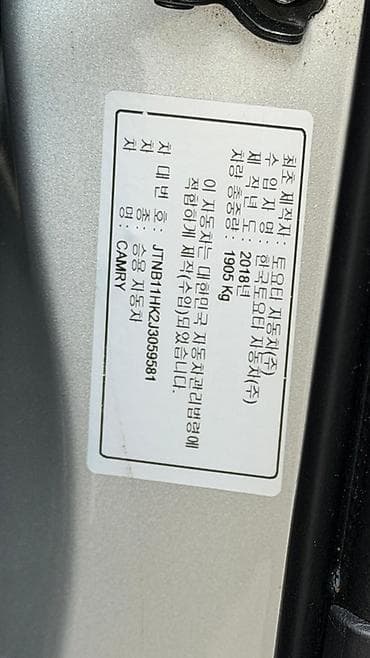 최초 제작자 : 토요타 자동차(주)
수 입 자 명 : 한국토요타 자동차(주)
제 작 년 도 : 2018년
차량 총중량 : 1905 Kg
이 자동차는 대한민국 자동차관리법령에
적합하게 제작(수입)되었습니다.
차 대 번 호 : JTNB11HK2J3059581
차 종 : 승용 자동차
차 명 : CAMRY